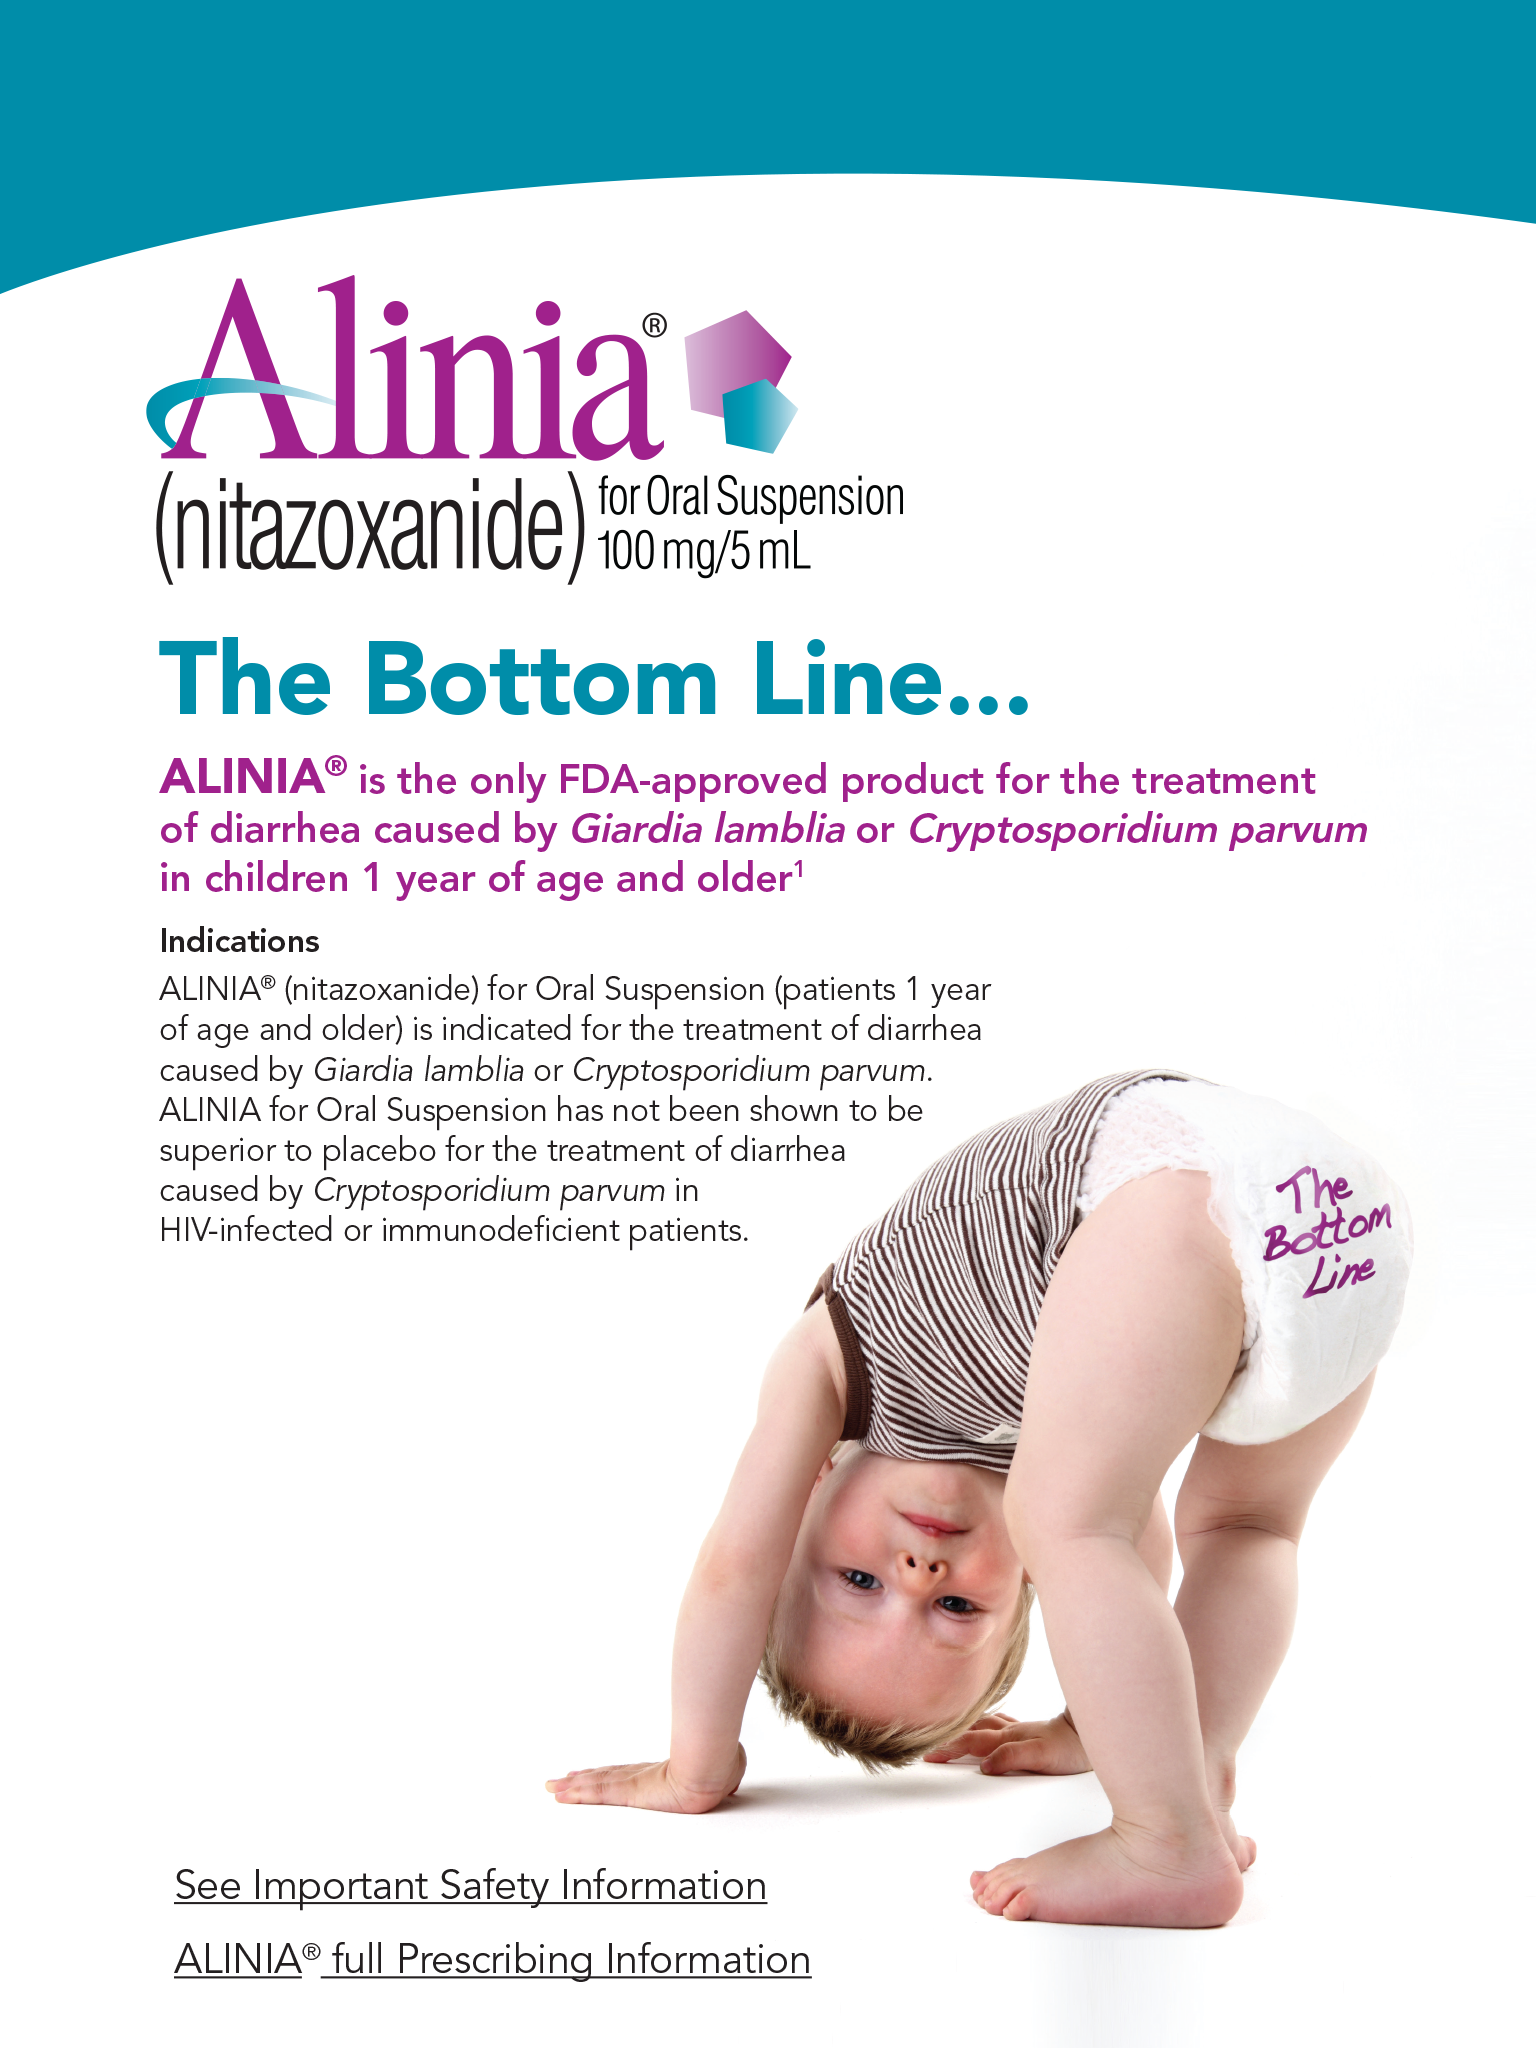 Alinia®
(nitazoxanide) for Oral Suspension
100 mg/5 mL
The Bottom Line...
ALINIA® is the only FDA-approved product for the treatment
of diarrhea caused by Giardia lamblia or Cryptosporidium parvum
in children 1 year of age and older¹
Indications
ALINIA® (nitazoxanide) for Oral Suspension (patients 1 year
of age and older) is indicated for the treatment of diarrhea
caused by Giardia lamblia or Cryptosporidium parvum.
ALINIA for Oral Suspension has not been shown to be
superior to placebo for the treatment of diarrhea
caused by Cryptosporidium parvum in
HIV-infected or immunodeficient patients.
The
Bottom
Line
See Important Safety Information
ALINIA® full Prescribing Information